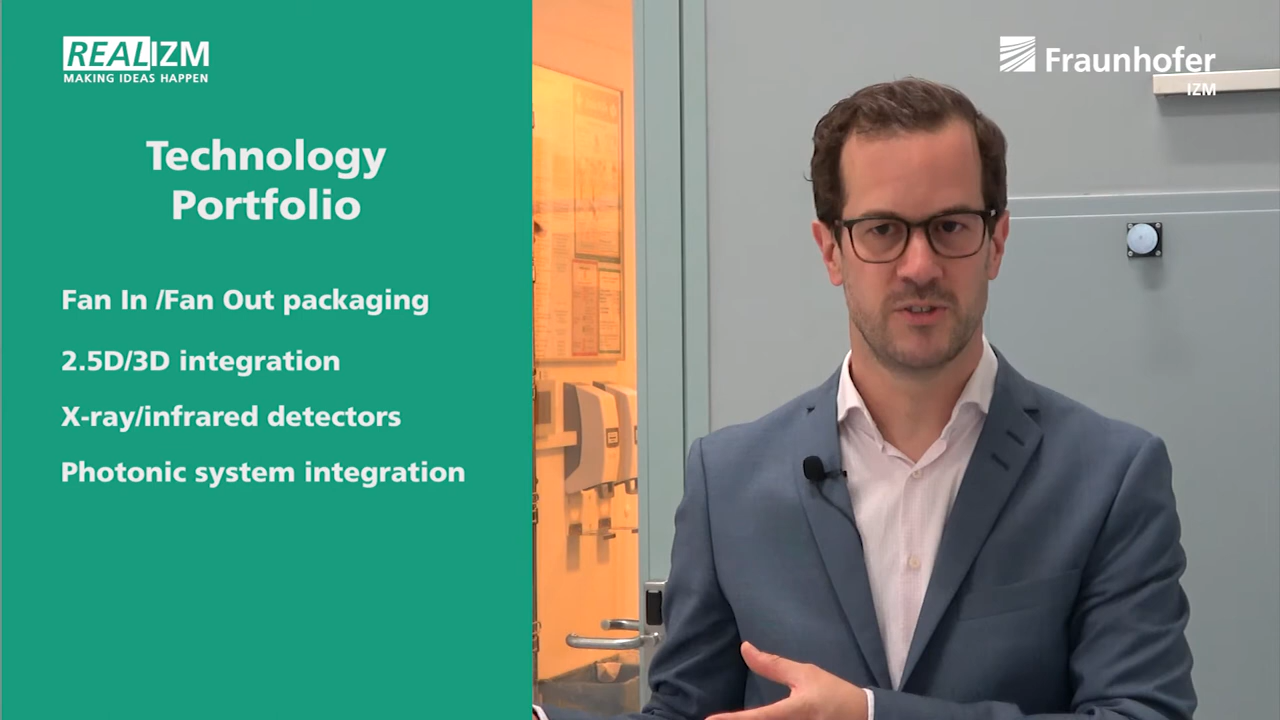 REALIZM
MAKING IDEAS HAPPEN
Fraunhofer
IZM
Technology
Portfolio
Fan In /Fan Out packaging
2.5D/3D integration
X-ray/infrared detectors
Photonic system integration